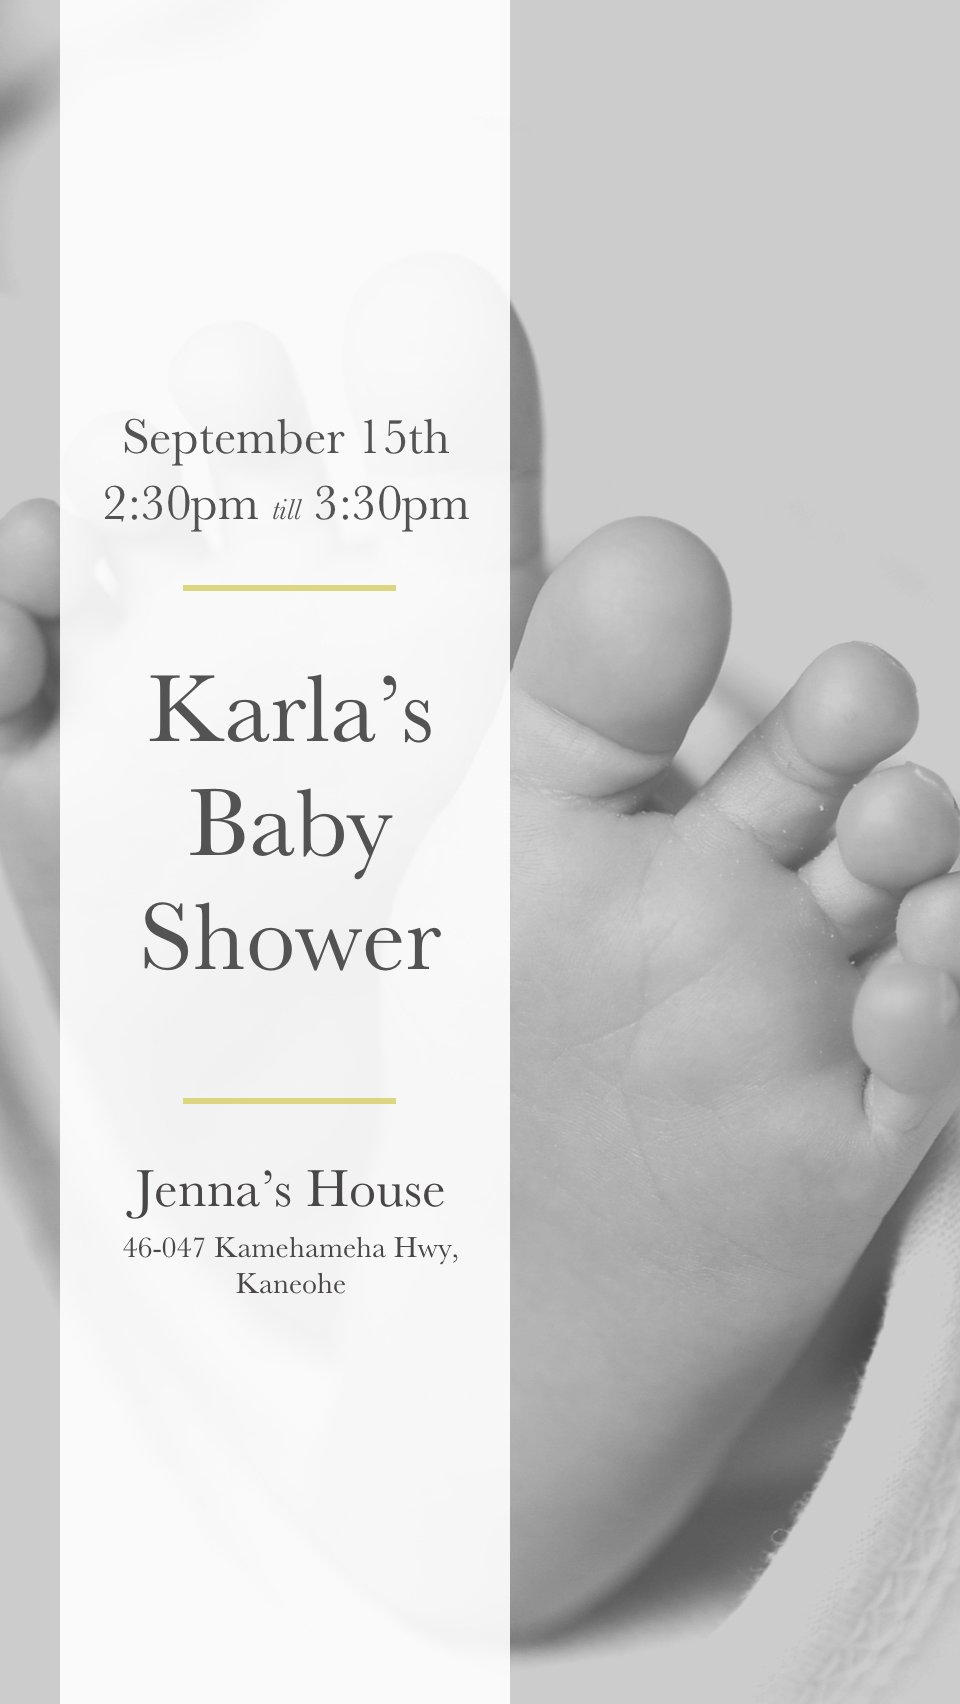 September 15th
2:30pm till 3:30pm
Karla’s
Baby
Shower
Jenna’s House
46-047 Kamehameha Hwy,
Kaneohe